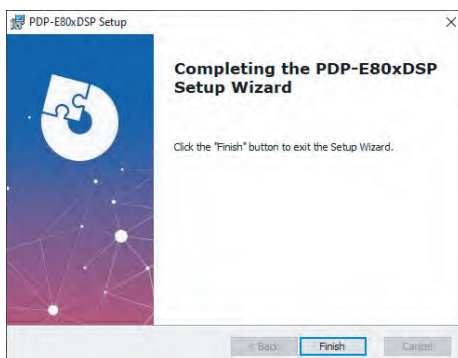 PDP-E80xDSP Setup
Completing the PDP-E80xDSP
Setup Wizard
Click the "Finish" button to exit the Setup Wizard.
< Back
Finish
Cancel